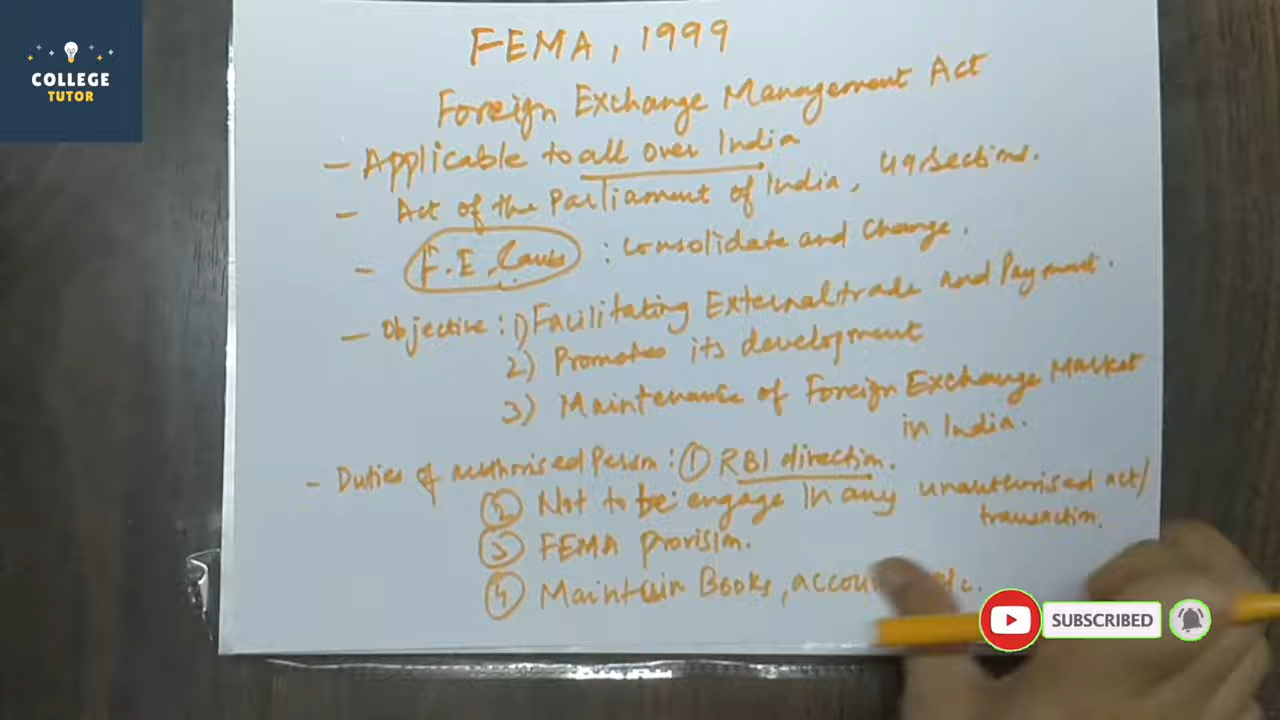 COLLEGE
TUTOR
FEMA, 1999
Foreign Exchange Management Act
- Applicable to all over India
- Act of the Parliament of India, 49 sections.
- F.E. Laws : Consolidate and Change.
- Objective : 1) Facilitating External trade and Payment.
2) Promotes its development
3) Maintenance of Foreign Exchange Market
in India.
- Duties of authorised Person : ① RBI direction.
② Not to be engage in any unauthorised act/
transaction.
③ FEMA provision.
④ Maintain Books, etc.
SUBSCRIBED